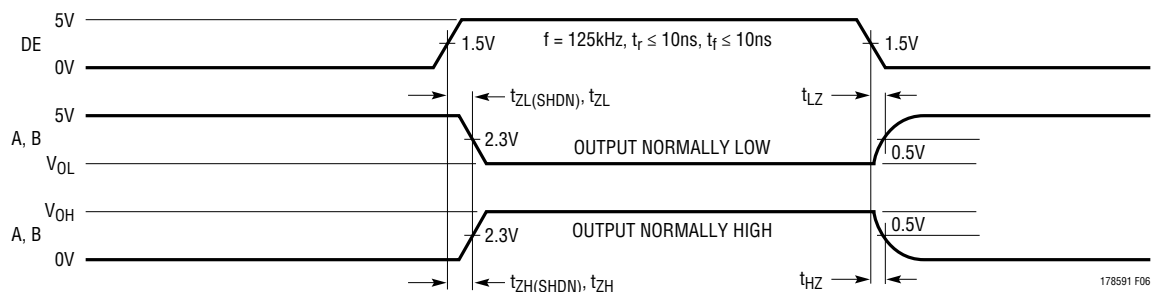 5V
DE
0V
1.5V
f = 125kHz, tr ≤ 10ns, tf ≤ 10ns
1.5V
tZL(SHDN), tZL
tLZ
5V
A, B
VOL
2.3V
OUTPUT NORMALLY LOW
0.5V
VOH
A, B
0V
2.3V
OUTPUT NORMALLY HIGH
0.5V
tZH(SHDN), tZH
tHZ
178591 F06